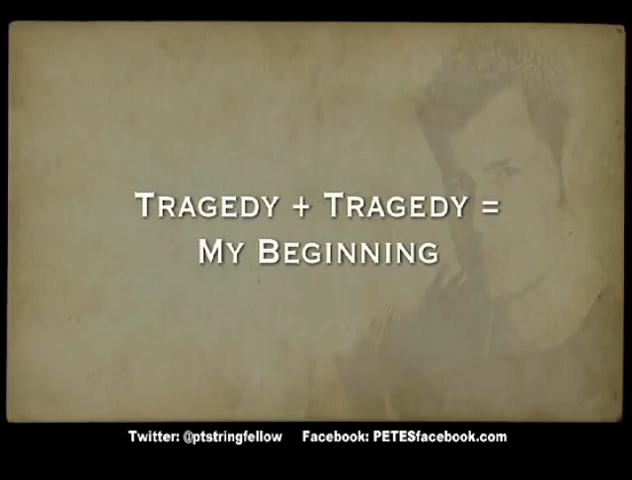 Tragedy + Tragedy =
My Beginning
Twitter: @ptstringfellow Facebook: PETESfacebook.com